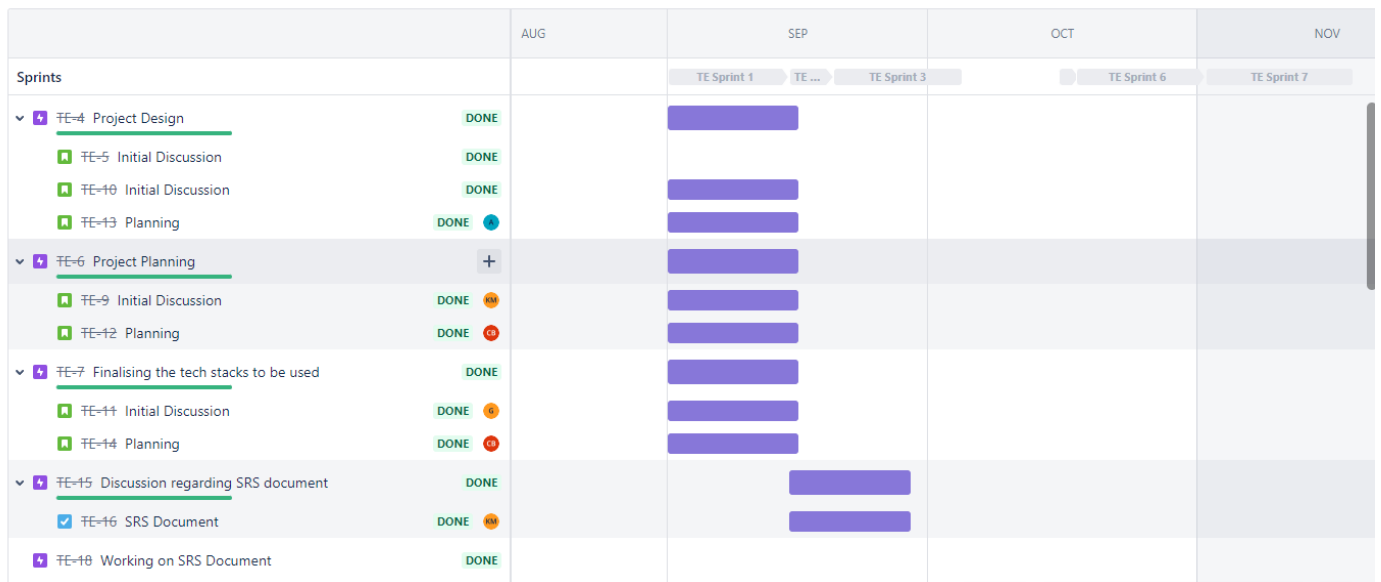 AUG SEP OCT NOV
Sprints TE Sprint 1 TE ... TE Sprint 3 TE Sprint 6 TE Sprint 7
TE-4 Project Design DONE
TE-5 Initial Discussion DONE
TE-10 Initial Discussion DONE
TE-13 Planning DONE A
TE-6 Project Planning +
TE-9 Initial Discussion DONE KM
TE-12 Planning DONE CB
TE-7 Finalising the tech stacks to be used DONE
TE-11 Initial Discussion DONE G
TE-14 Planning DONE CB
TE-15 Discussion regarding SRS document DONE
TE-16 SRS Document DONE KM
TE-18 Working on SRS Document DONE